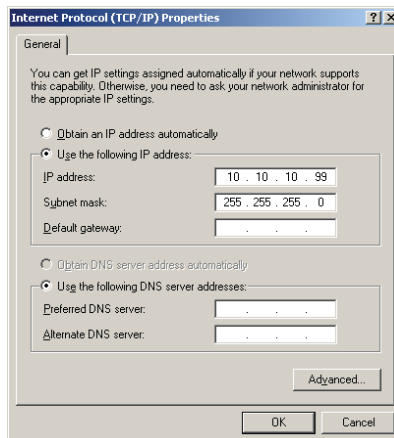 Internet Protocol (TCP/IP) Properties
General
You can get IP settings assigned automatically if your network supports
this capability. Otherwise, you need to ask your network administrator for
the appropriate IP settings.
Obtain an IP address automatically
Use the following IP address:
IP address: 10 . 10 . 10 . 99
Subnet mask: 255 . 255 . 255 . 0
Default gateway: . . .
Obtain DNS server address automatically
Use the following DNS server addresses:
Preferred DNS server: . . .
Alternate DNS server: . . .
Advanced...
OK Cancel